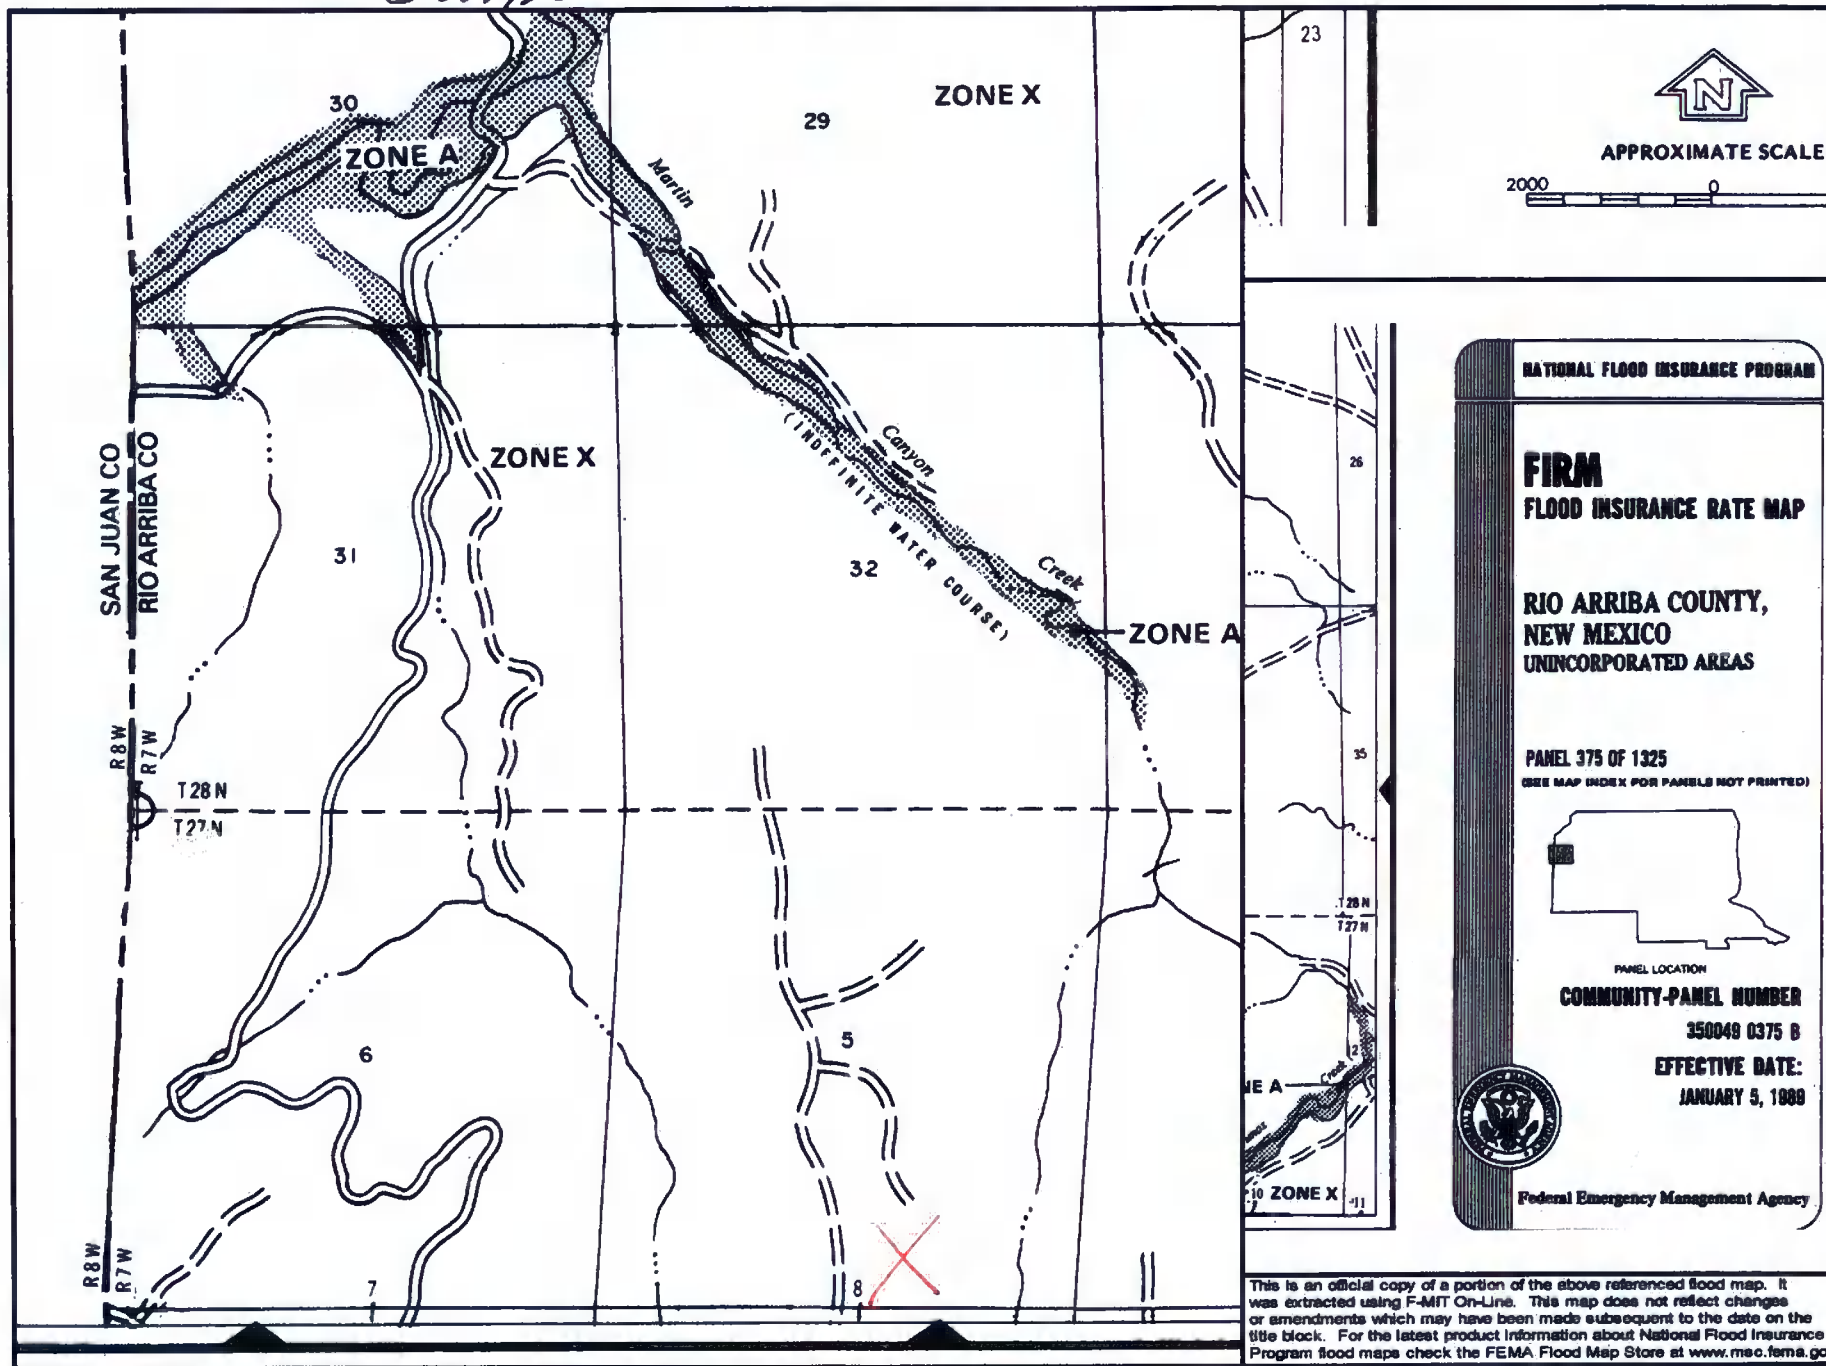 23
ZONE X
30
29
ZONE A
APPROXIMATE SCALE
2000
0
Martin
NATIONAL FLOOD INSURANCE PROGRAM
ZONE X
Canyon
(INDEFINITE WATER COURSE)
26
FIRM
FLOOD INSURANCE RATE MAP
SAN JUAN CO
RIO ARRIBA CO
31
32
Creek
ZONE A
RIO ARRIBA COUNTY,
NEW MEXICO
UNINCORPORATED AREAS
R8W
R7W
35
PANEL 375 OF 1325
(SEE MAP INDEX FOR PANELS NOT PRINTED)
T28N
T27N
T28N
T27N
PANEL LOCATION
COMMUNITY-PANEL NUMBER
350049 0375 B
EFFECTIVE DATE:
JANUARY 5, 1989
6
5
2
Creek
NE A
10
ZONE X
11
Federal Emergency Management Agency
R8W
R7W
7
8
N
This is an official copy of a portion of the above referenced flood map. It
was extracted using F-MIT On-Line. This map does not reflect changes
or amendments which may have been made subsequent to the date on the
title block. For the latest product information about National Flood Insurance
Program flood maps check the FEMA Flood Map Store at www.msc.fema.go